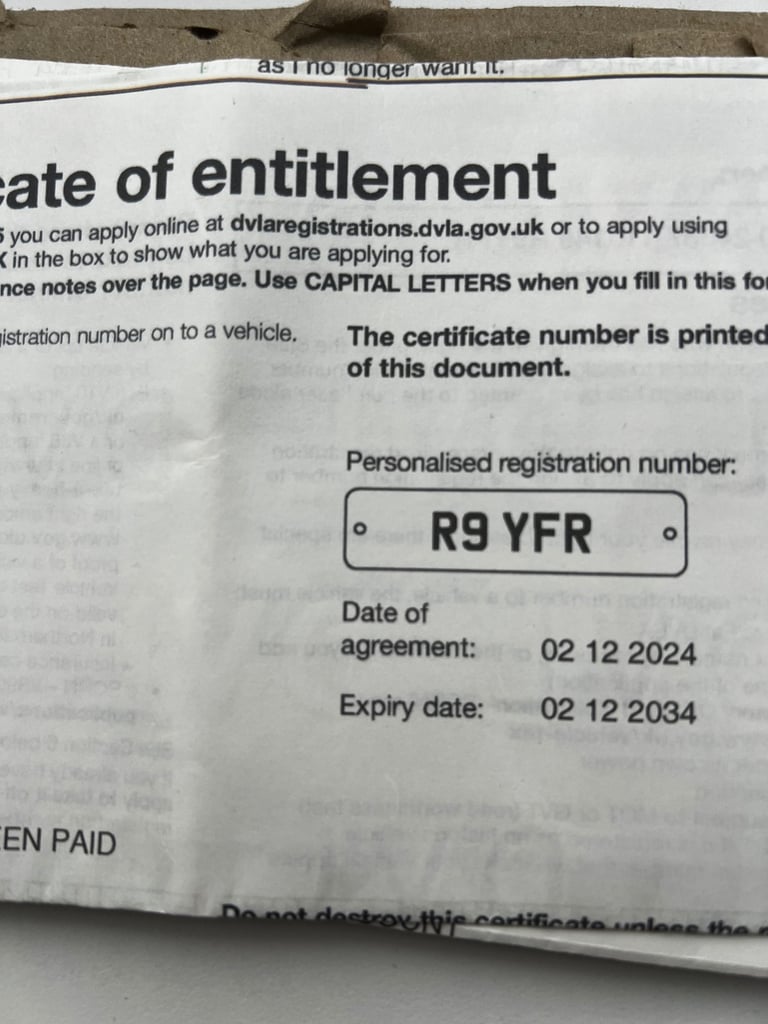 as I no longer want it.
cate of entitlement
you can apply online at dvlaregistrations.dvla.gov.uk or to apply using
X in the box to show what you are applying for.
nce notes over the page. Use CAPITAL LETTERS when you fill in this fo
gistration number on to a vehicle.
The certificate number is printed
of this document.
Personalised registration number:
R9 YFR
Date of
agreement: 02 12 2024
Expiry date: 02 12 2034
EEN PAID
Do not destroy this certificate unless the